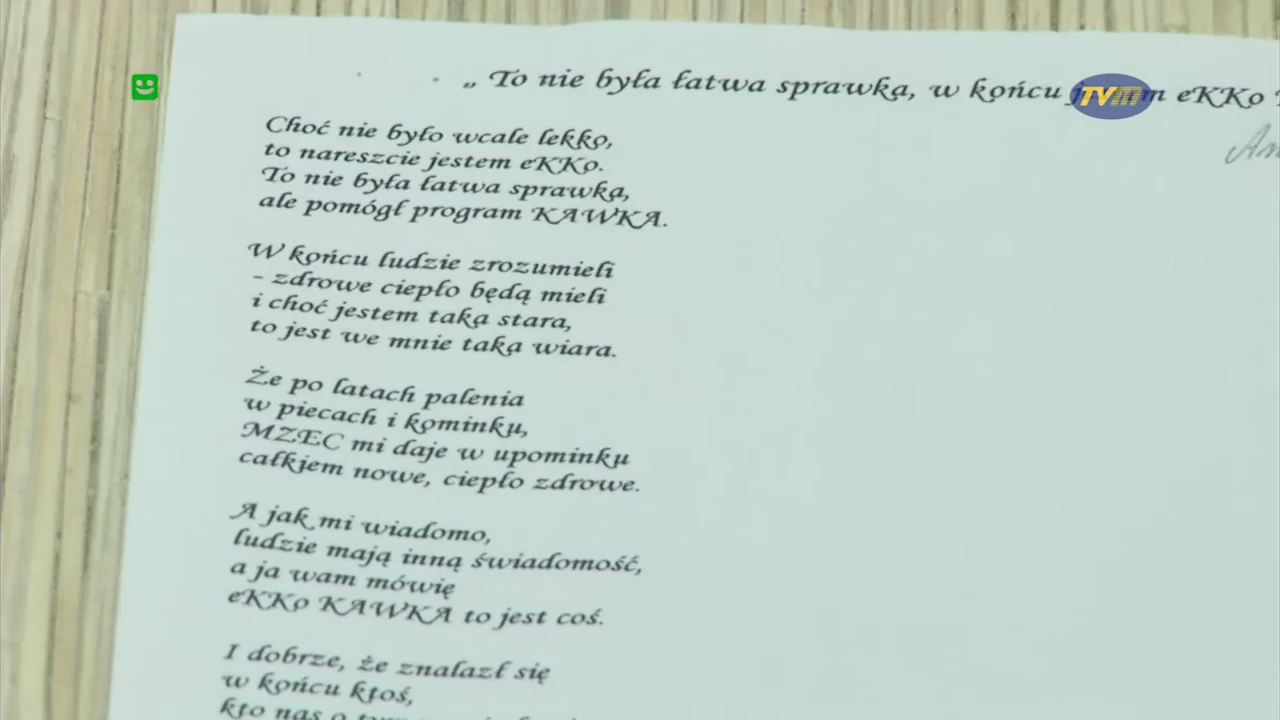 „ To nie była łatwa sprawka, w końcu eKKo
TVm
Choć nie było wcale lekko,
to nareszcie jestem eKKo.
To nie była łatwa sprawka,
ale pomógł program KAWKA.
W końcu ludzie zrozumieli
- zdrowe ciepło będą mieli
i choć jestem taka stara,
to jest we mnie taka wiara.
Że po latach palenia
w piecach i kominku,
MZEC mi daje w upominku
całkiem nowe, ciepło zdrowe.
A jak mi wiadomo,
ludzie mają inną świadomość,
a ja wam mówię
eKKo KAWKA to jest coś.
I dobrze, że znalazł się
w końcu ktoś,
kto nas o